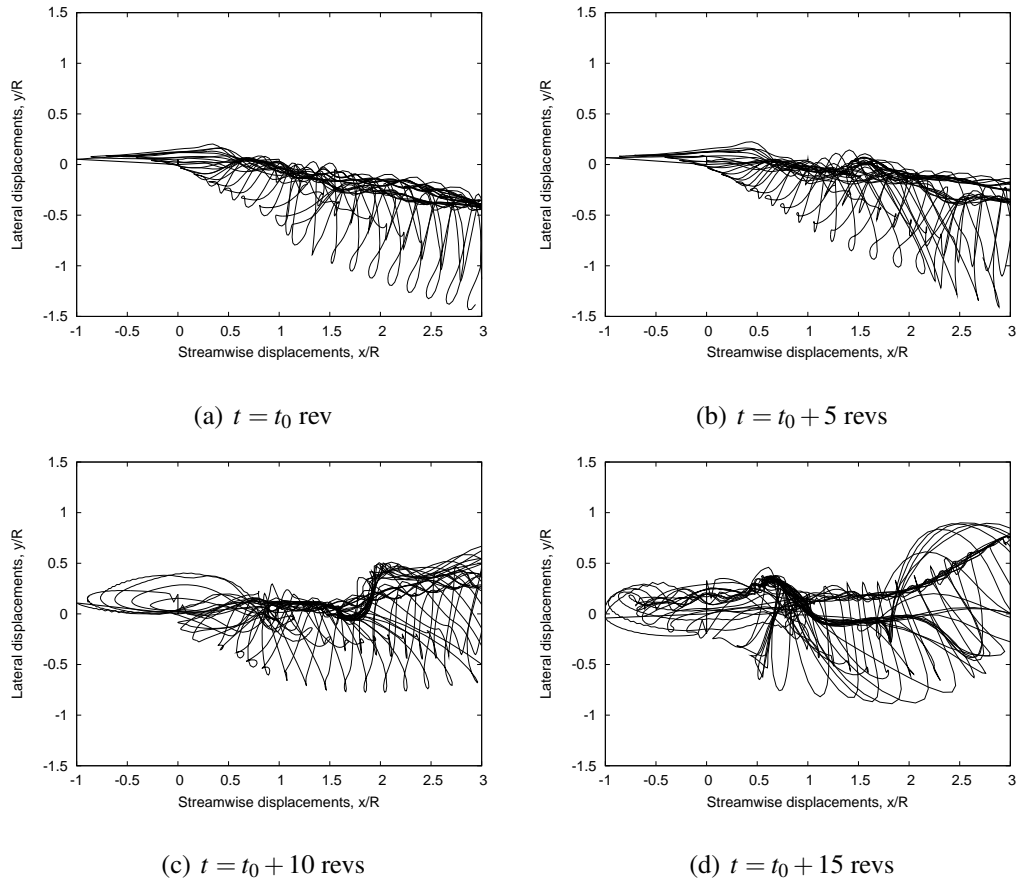 1.5
1
0.5
0
-0.5
-1
-1.5
Lateral displacements, y/R
-1 -0.5 0 0.5 1 1.5 2 2.5 3
Streamwise displacements, x/R
(a) t = t₀ rev
1.5
1
0.5
0
-0.5
-1
-1.5
Lateral displacements, y/R
-1 -0.5 0 0.5 1 1.5 2 2.5 3
Streamwise displacements, x/R
(b) t = t₀ + 5 revs
1.5
1
0.5
0
-0.5
-1
-1.5
Lateral displacements, y/R
-1 -0.5 0 0.5 1 1.5 2 2.5 3
Streamwise displacements, x/R
(c) t = t₀ + 10 revs
1.5
1
0.5
0
-0.5
-1
-1.5
Lateral displacements, y/R
-1 -0.5 0 0.5 1 1.5 2 2.5 3
Streamwise displacements, x/R
(d) t = t₀ + 15 revs